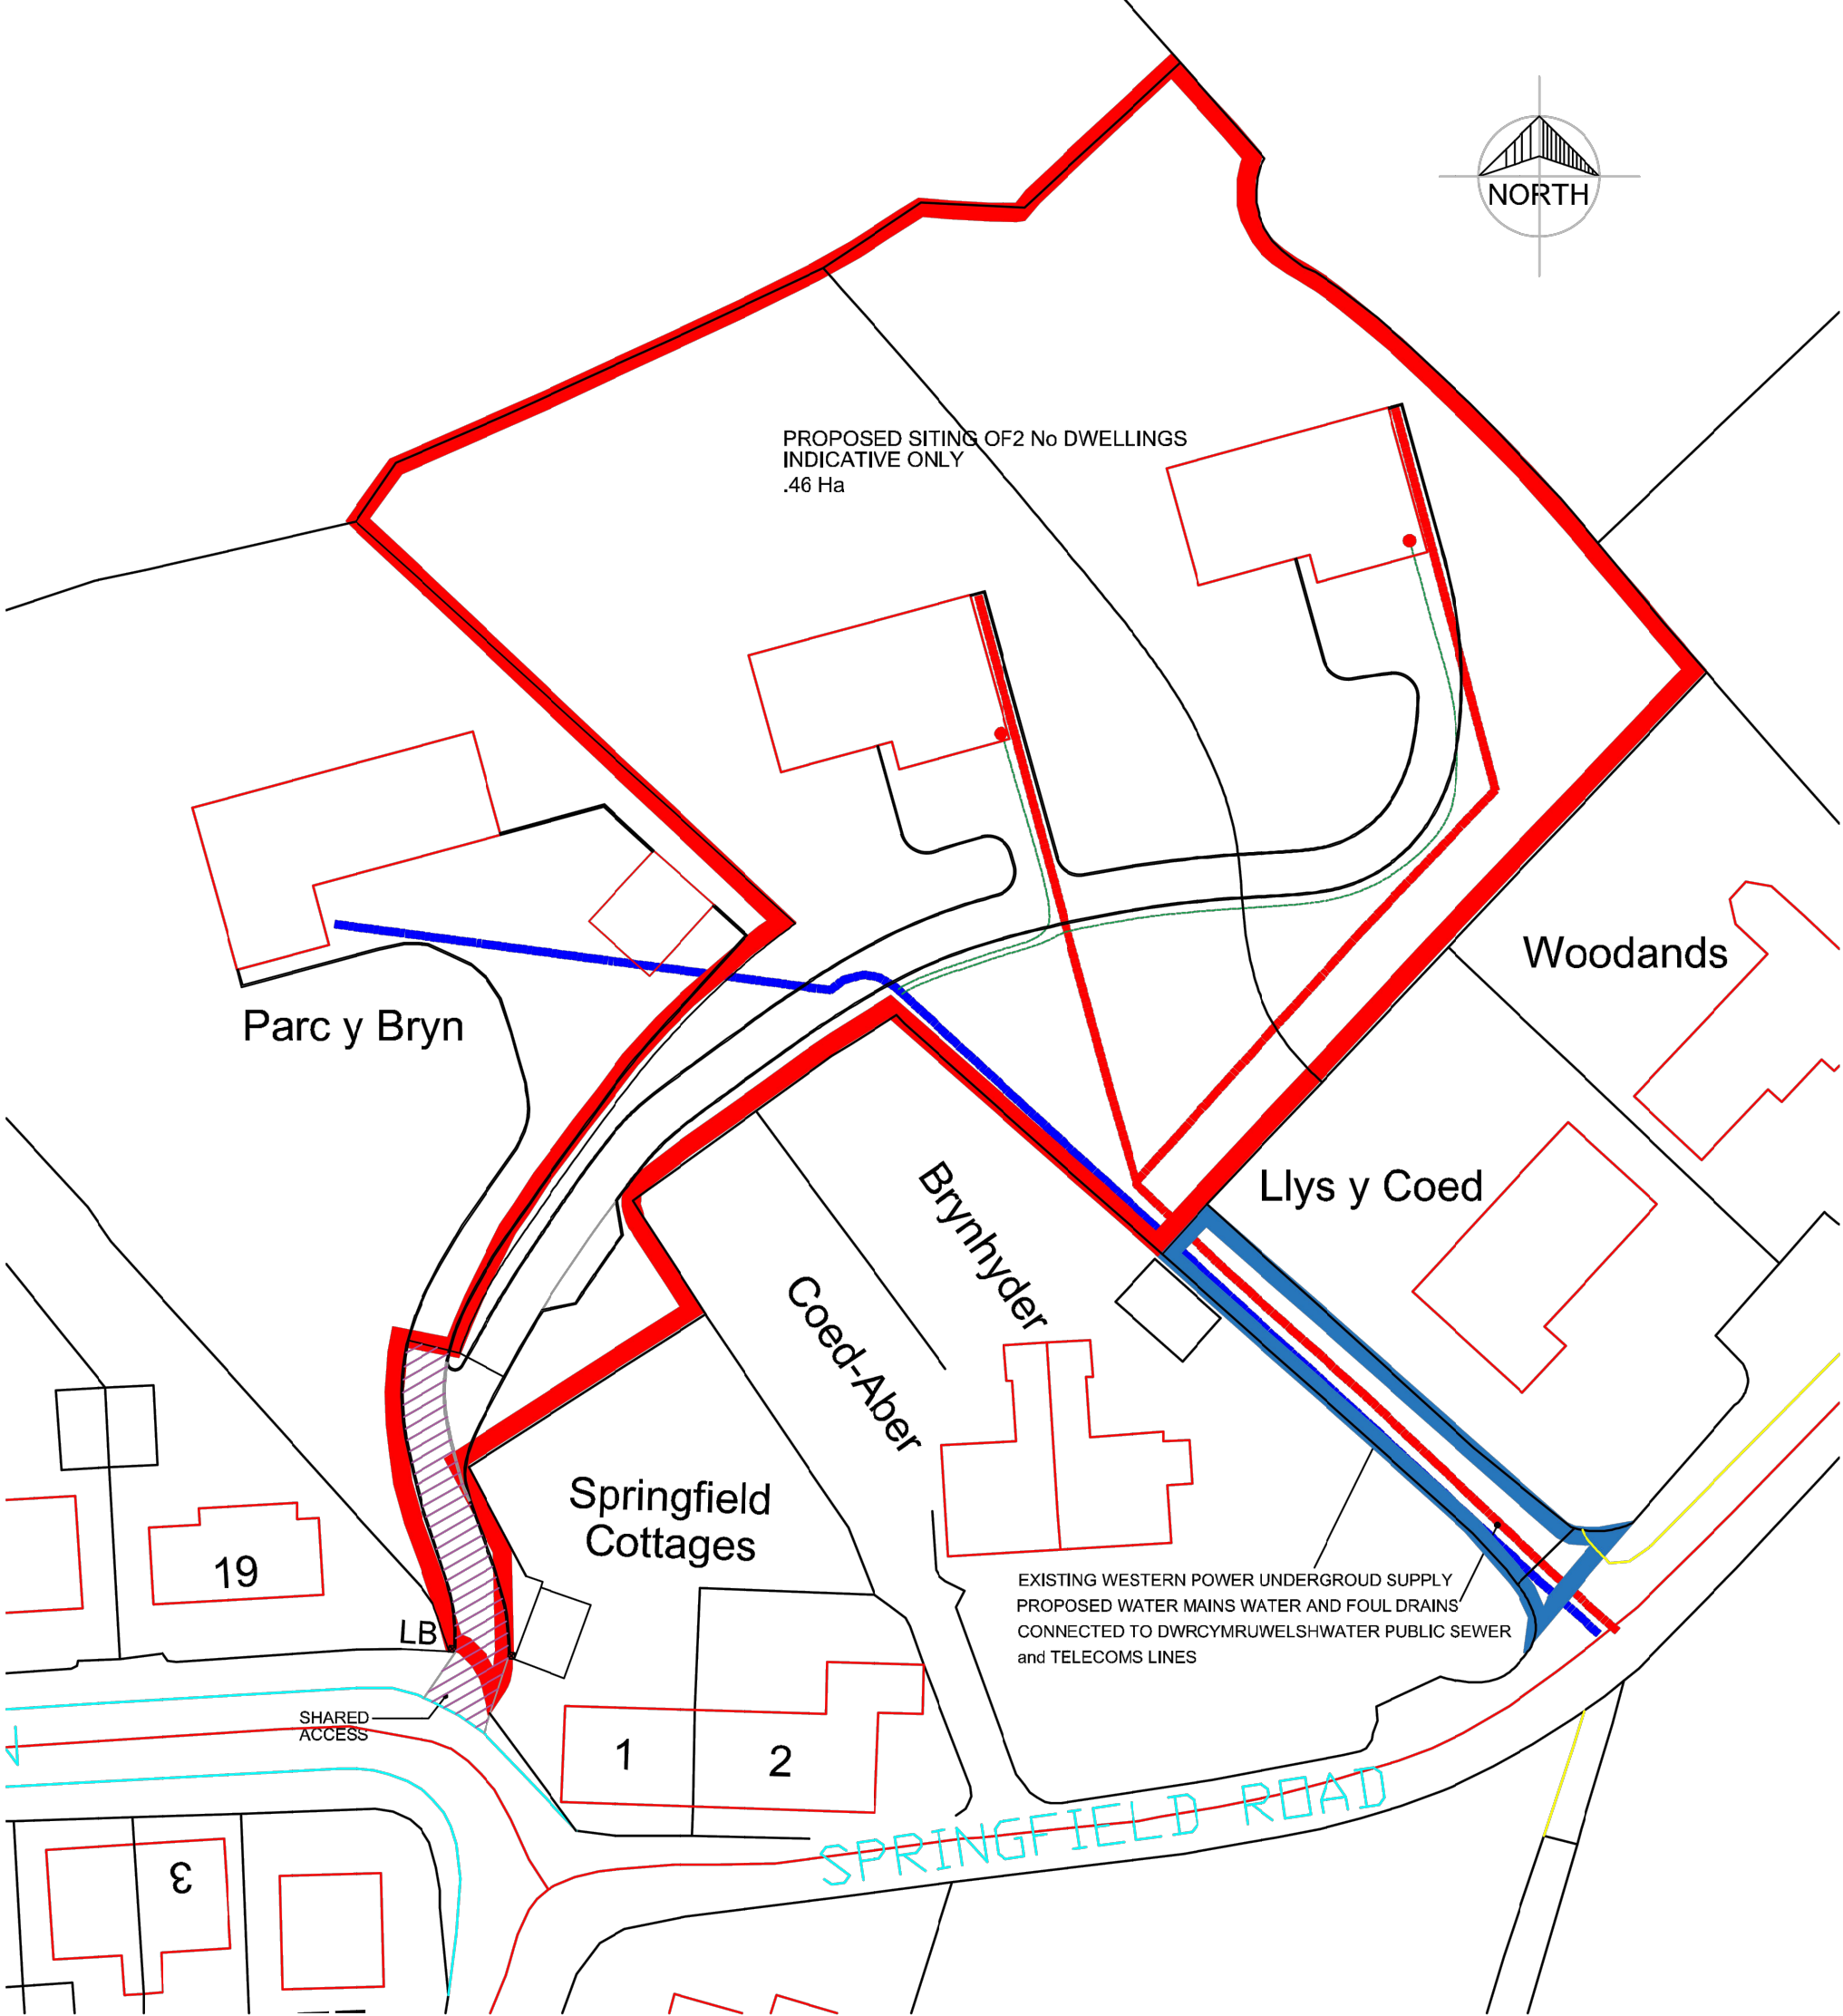 NORTH
PROPOSED SITING OF2 No DWELLINGS
INDICATIVE ONLY
.46 Ha
Woodands
Parc y Bryn
Llys y Coed
Brynhyder
Coed-Aber
Springfield
Cottages
19
LB
EXISTING WESTERN POWER UNDERGROUD SUPPLY
PROPOSED WATER MAINS WATER AND FOUL DRAINS
CONNECTED TO DWRCYMRUWELSHWATER PUBLIC SEWER
and TELECOMS LINES
SHARED
ACCESS
1
2
SPRINGFIELD ROAD
3